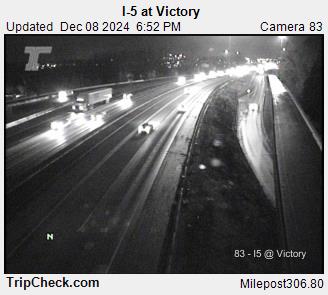 I-5 at Victory
Updated Dec 08 2024 6:52 PM Camera 83
T
N
83 - I5 @ Victory
TripCheck.com Milepost306.80